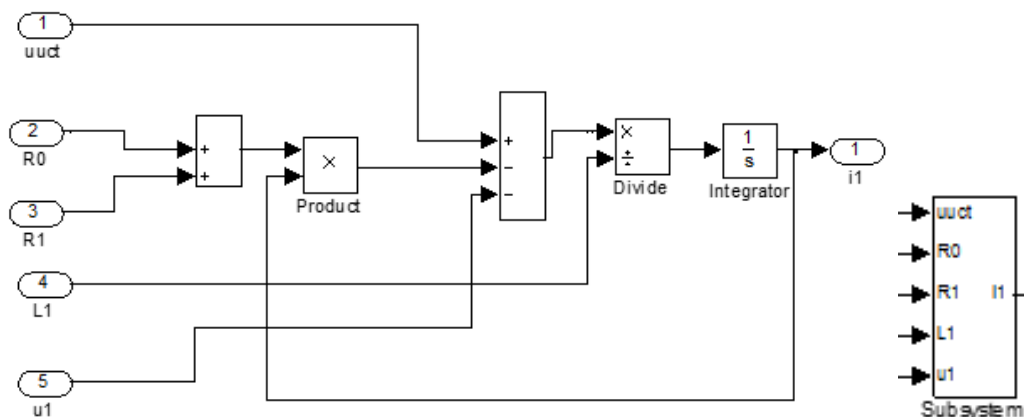 1
uuct
2
R0
3
R1
4
L1
5
u1
+
+
×
Product
+
−
−
×
÷
Divide
1
s
Integrator
1
i1
uuct
R0
R1 I1
L1
u1
Subsystem